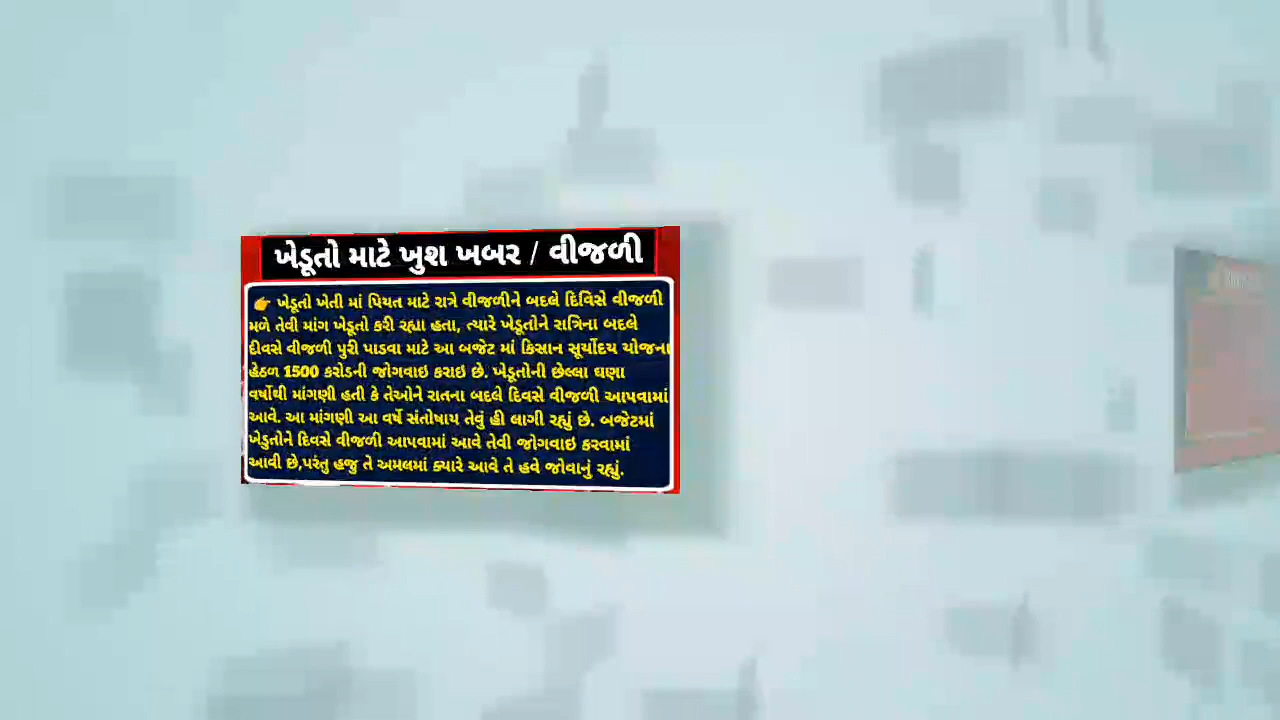 ખેડૂતો માટે ખુશ ખબર / વીજળી
👉 ખેડૂતો ખેતી માં પિયત માટે રાત્રે વીજળીને બદલે દિવિસે વીજળી
મળે તેવી માંગ ખેડૂતો કરી રહ્યા હતા, ત્યારે ખેડૂતોને રાત્રિના બદલે
દીવસે વીજળી પુરી પાડવા માટે આ બજેટ માં કિસાન સૂર્યોદય યોજના
હેઠળ 1500 કરોડની જોગવાઇ કરાઇ છે. ખેડૂતોની છેલ્લા ઘણા
વર્ષોથી માંગણી હતી કે તેઓને રાતના બદલે દિવસે વીજળી આપવામાં
આવે. આ માંગણી આ વર્ષે સંતોષાય તેવું હી લાગી રહ્યું છે. બજેટમાં
ખેડુતોને દિવસે વીજળી આપવામાં આવે તેવી જોગવાઇ કરવામાં
આવી છે,પરંતુ હજુ તે અમલમાં ક્યારે આવે તે હવે જોવાનું રહ્યું.